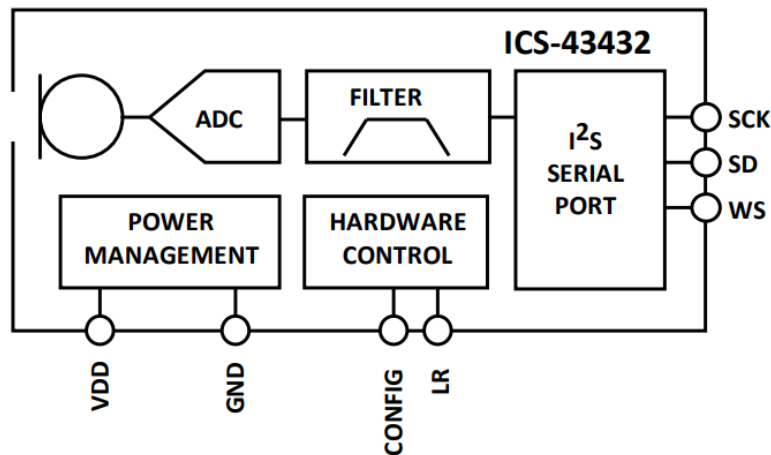 ICS-43432
ADC
FILTER
I²S
SERIAL
PORT
SCK
SD
WS
POWER
MANAGEMENT
HARDWARE
CONTROL
VDD
GND
CONFIG
LR